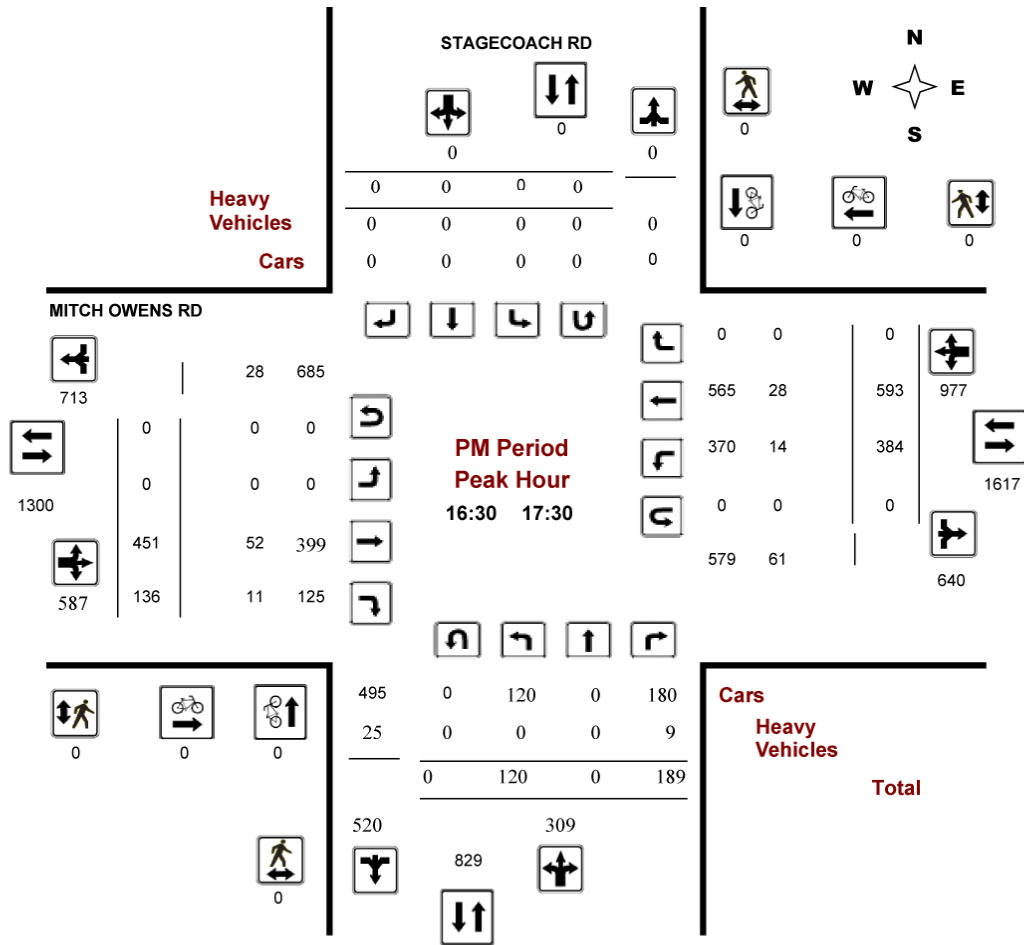 STAGECOACH RD
N
W E
S
0
0
0 0
0 0 0 0
Heavy
Vehicles
0 0 0 0 0
Cars
0 0 0 0 0
0 0 0
MITCH OWENS RD
0 0 0
28 685
713
565 28 593 977
0 0 0
370 14 384
PM Period
Peak Hour
16:30 17:30
0 0 0
1300
1617
0 0 0
451 52 399
579 61
640
587
136 11 125
495 0 120 0 180
Cars
25 0 0 0 9
Heavy
Vehicles
0 0 0
0 120 0 189
Total
520 309
829
0